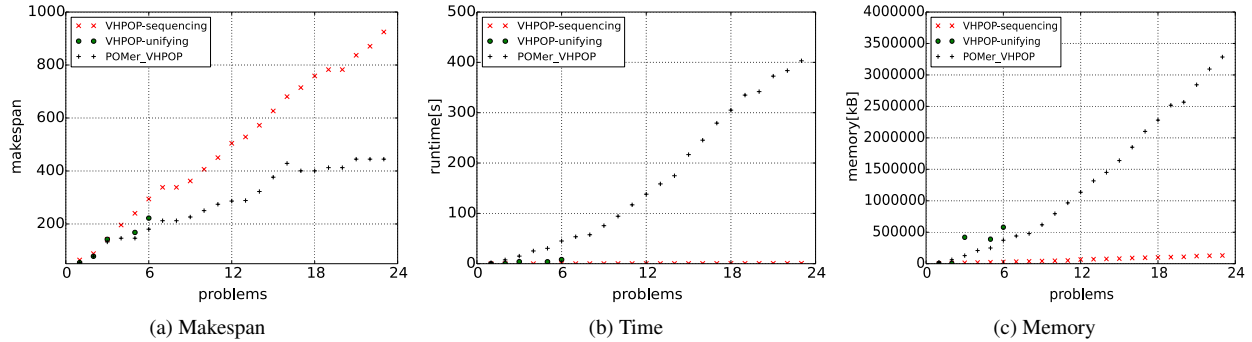 1000
800
600
400
200
0
6
12
18
24
makespan
problems
VHPOP-sequencing
VHPOP-unifying
POMer_VHPOP
(a) Makespan
500
400
300
200
100
0
0
6
12
18
24
runtime[s]
problems
VHPOP-sequencing
VHPOP-unifying
POMer_VHPOP
(b) Time
4000000
3500000
3000000
2500000
2000000
1500000
1000000
500000
0
0
6
12
18
24
memory[kB]
problems
VHPOP-sequencing
VHPOP-unifying
POMer_VHPOP
(c) Memory